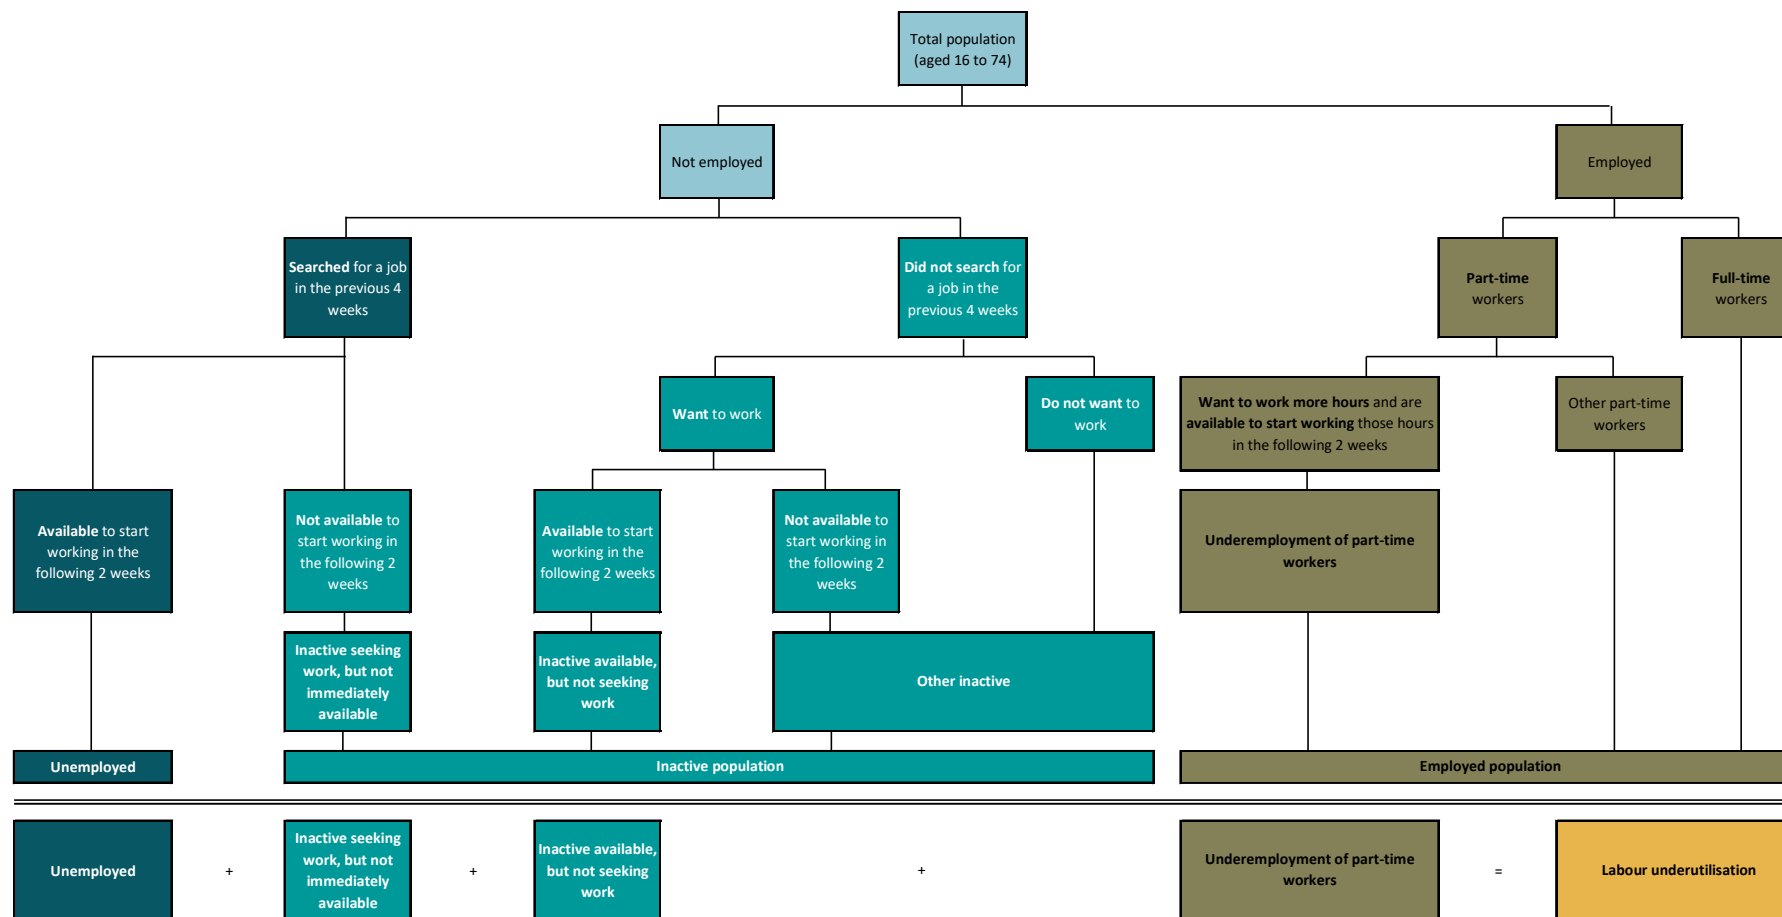 Total population
(aged 16 to 74)
Not employed
Employed
Searched for a job
in the previous 4
weeks
Did not search for
a job in the
previous 4 weeks
Part-time
workers
Full-time
workers
Want to work
Do not want to
work
Want to work more hours and are
available to start working those hours
in the following 2 weeks
Other part-time
workers
Available to start
working in the
following 2 weeks
Not available to
start working in
the following 2
weeks
Available to start
working in the
following 2 weeks
Not available to
start working in
the following 2
weeks
Underemployment of part-time
workers
Inactive seeking
work, but not
immediately
available
Inactive available,
but not seeking
work
Other inactive
Unemployed
Inactive population
Employed population
Unemployed
+
Inactive seeking
work, but not
immediately
available
+
Inactive available,
but not seeking
work
+
Underemployment of part-time
workers
=
Labour underutilisation